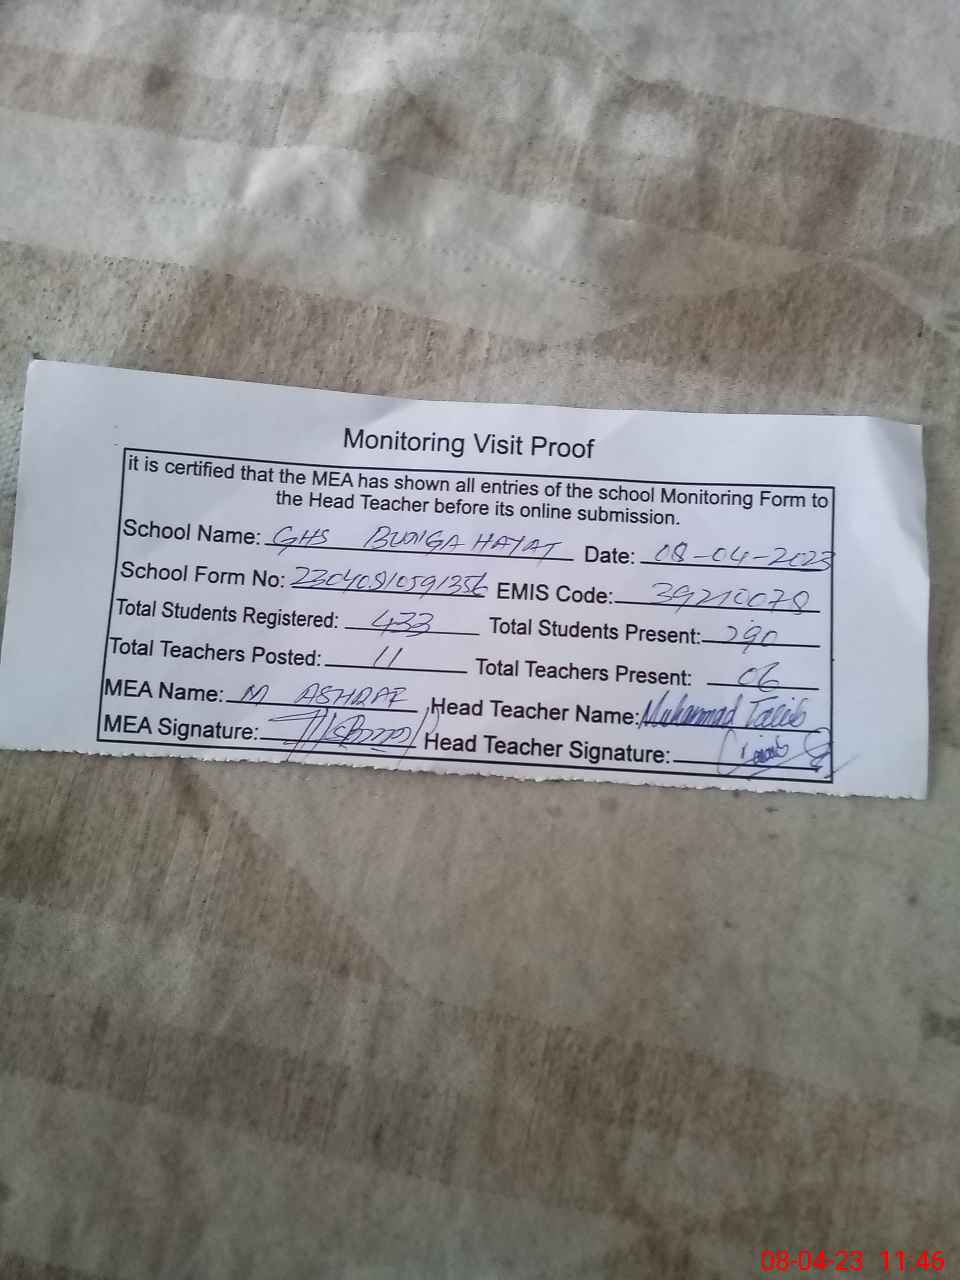 Monitoring Visit Proof
it is certified that the MEA has shown all entries of the school Monitoring Form to
the Head Teacher before its online submission.
School Name: GHS HAYAT Date: 08-04-2023
School Form No: EMIS Code: 39210078
Total Students Registered: 433 Total Students Present: 290
Total Teachers Posted: 11 Total Teachers Present: 06
MEA Name: M ASHRAF Head Teacher Name: Muhammad Talib
MEA Signature: Head Teacher Signature:
08-04-23 11:46